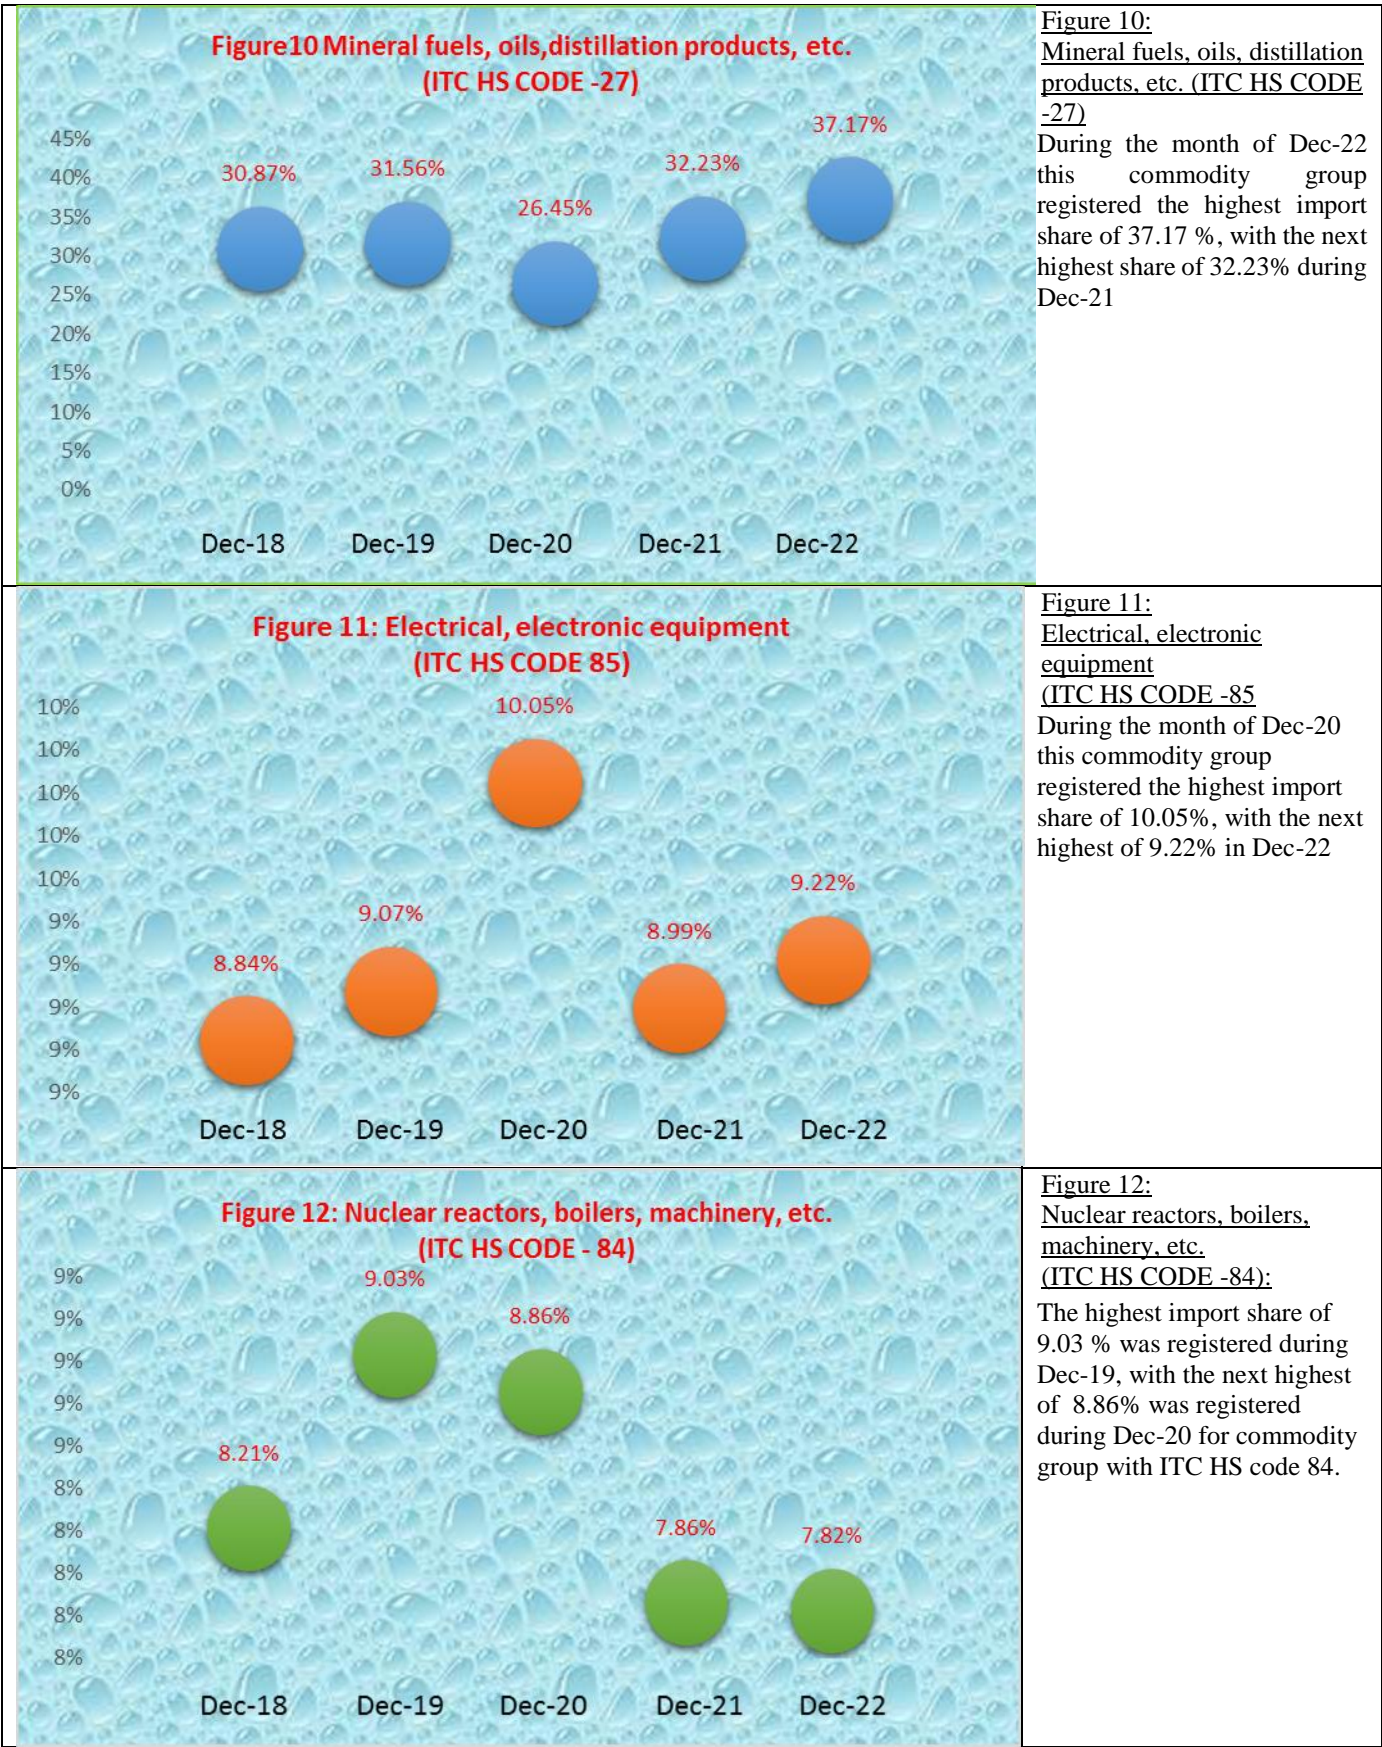 Figure10 Mineral fuels, oils,distillation products, etc.
(ITC HS CODE -27)
45%
40%
35%
30%
25%
20%
15%
10%
5%
0%
30.87%
31.56%
26.45%
32.23%
37.17%
Dec-18
Dec-19
Dec-20
Dec-21
Dec-22
Figure 10:
Mineral fuels, oils, distillation
products, etc. (ITC HS CODE
-27)
During the month of Dec-22
this commodity group
registered the highest import
share of 37.17 %, with the next
highest share of 32.23% during
Dec-21
Figure 11: Electrical, electronic equipment
(ITC HS CODE 85)
10%
10%
10%
10%
10%
9%
9%
9%
9%
9%
8.84%
9.07%
10.05%
8.99%
9.22%
Dec-18
Dec-19
Dec-20
Dec-21
Dec-22
Figure 11:
Electrical, electronic
equipment
(ITC HS CODE -85
During the month of Dec-20
this commodity group
registered the highest import
share of 10.05%, with the next
highest of 9.22% in Dec-22
Figure 12: Nuclear reactors, boilers, machinery, etc.
(ITC HS CODE - 84)
9%
9%
9%
9%
9%
8%
8%
8%
8%
8%
8.21%
9.03%
8.86%
7.86%
7.82%
Dec-18
Dec-19
Dec-20
Dec-21
Dec-22
Figure 12:
Nuclear reactors, boilers,
machinery, etc.
(ITC HS CODE -84):
The highest import share of
9.03 % was registered during
Dec-19, with the next highest
of 8.86% was registered
during Dec-20 for commodity
group with ITC HS code 84.